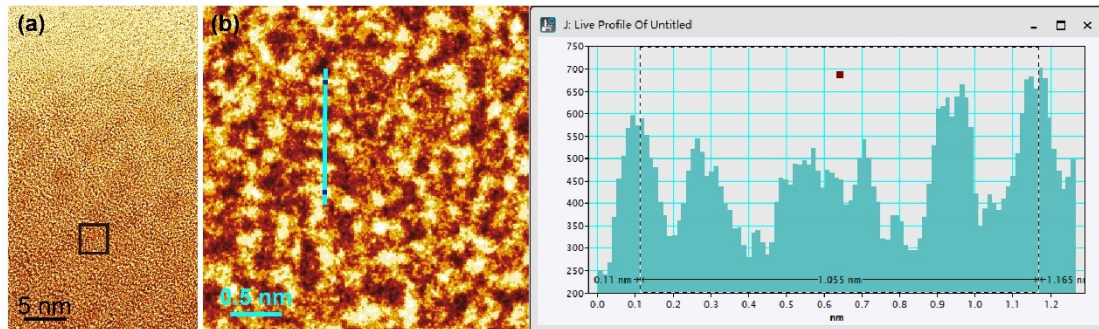 (a)
5 nm
(b)
0.5 nm
J: Live Profile Of Untitled
750
700
650
600
550
500
450
400
350
300
250
200
0.11 nm
1.055 nm
1.165 nm
0.0 0.1 0.2 0.3 0.4 0.5 0.6 0.7 0.8 0.9 1.0 1.1 1.2
nm